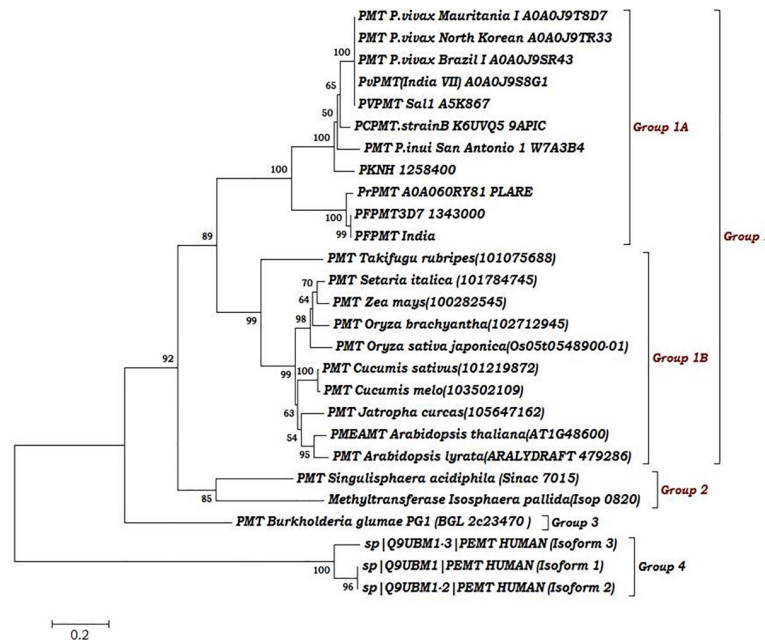 PMT P.vivax Mauritania I A0A0J9T8D7
PMT P.vivax North Korean A0A0J9TR33
100
PMT P.vivax Brazil I A0A0J9SR43
65
PvPMT(India VII) A0A0J9S8G1
PVPMT Sal1 A5K867
50
PCPMT.strainB K6UVQ5 9APIC
Group 1A
100
PMT P.inui San Antonio 1 W7A3B4
100
PKNH 1258400
PrPMT A0A060RY81 PLARE
100
PFPMT3D7 1343000
99
PFPMT India
89
Group
PMT Takifugu rubripes(101075688)
70
PMT Setaria italica (101784745)
64
PMT Zea mays(100282545)
99
98
PMT Oryza brachyantha(102712945)
PMT Oryza sativa japonica(Os05t0548900-01)
92
Group 1B
99
100
PMT Cucumis sativus(101219872)
PMT Cucumis melo(103502109)
63
PMT Jatropha curcas(105647162)
54
PMEAMT Arabidopsis thaliana(AT1G48600)
95
PMT Arabidopsis lyrata(ARALYDRAFT 479286)
PMT Singulisphaera acidiphila (Sinac 7015)
Group 2
85
Methyltransferase Isosphaera pallida(Isop 0820)
PMT Burkholderia glumae PG1 (BGL 2c23470 )
Group 3
sp|Q9UBM1-3|PEMT HUMAN (Isoform 3)
100
sp|Q9UBM1|PEMT HUMAN (Isoform 1)
Group 4
96
sp|Q9UBM1-2|PEMT HUMAN (Isoform 2)
0.2